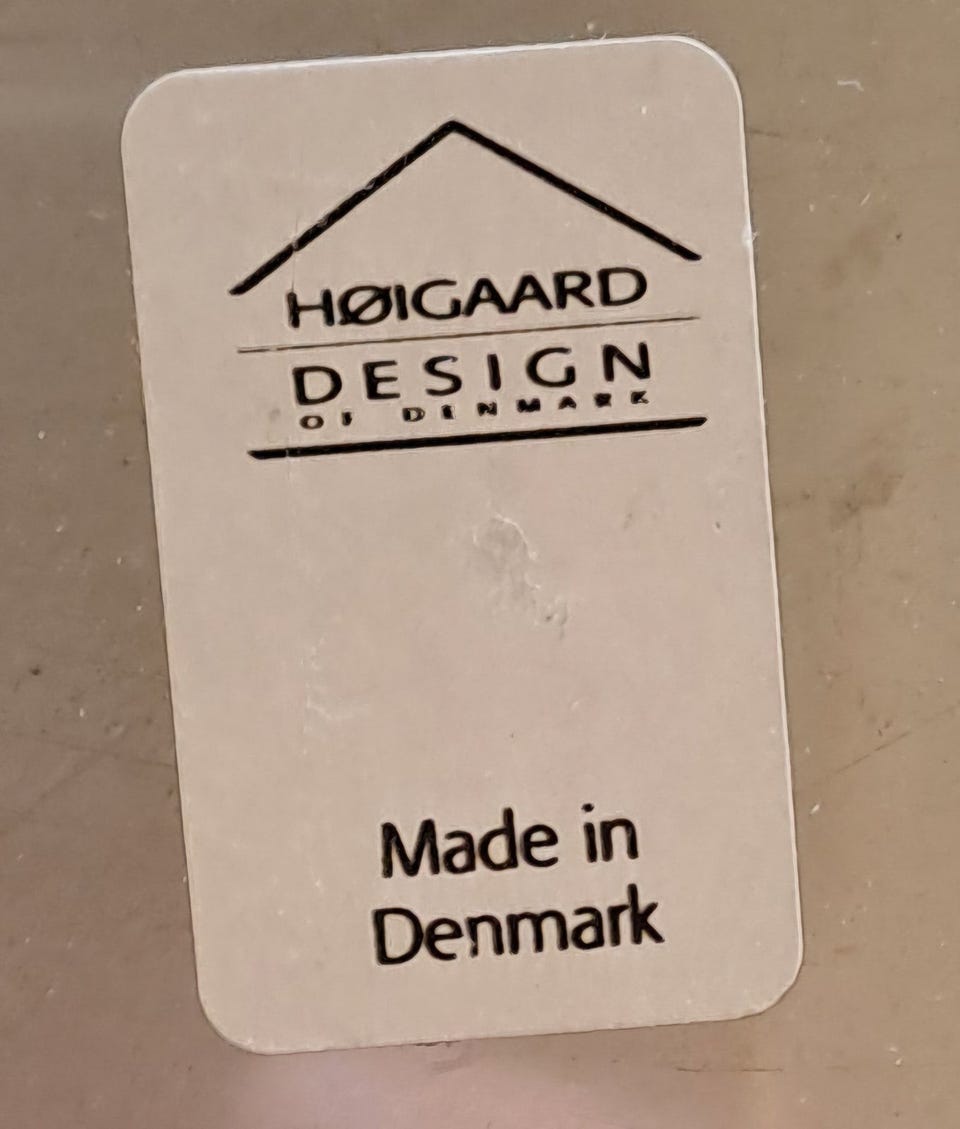 HØIGAARD
DESIGN
OF DENMARK
Made in
Denmark